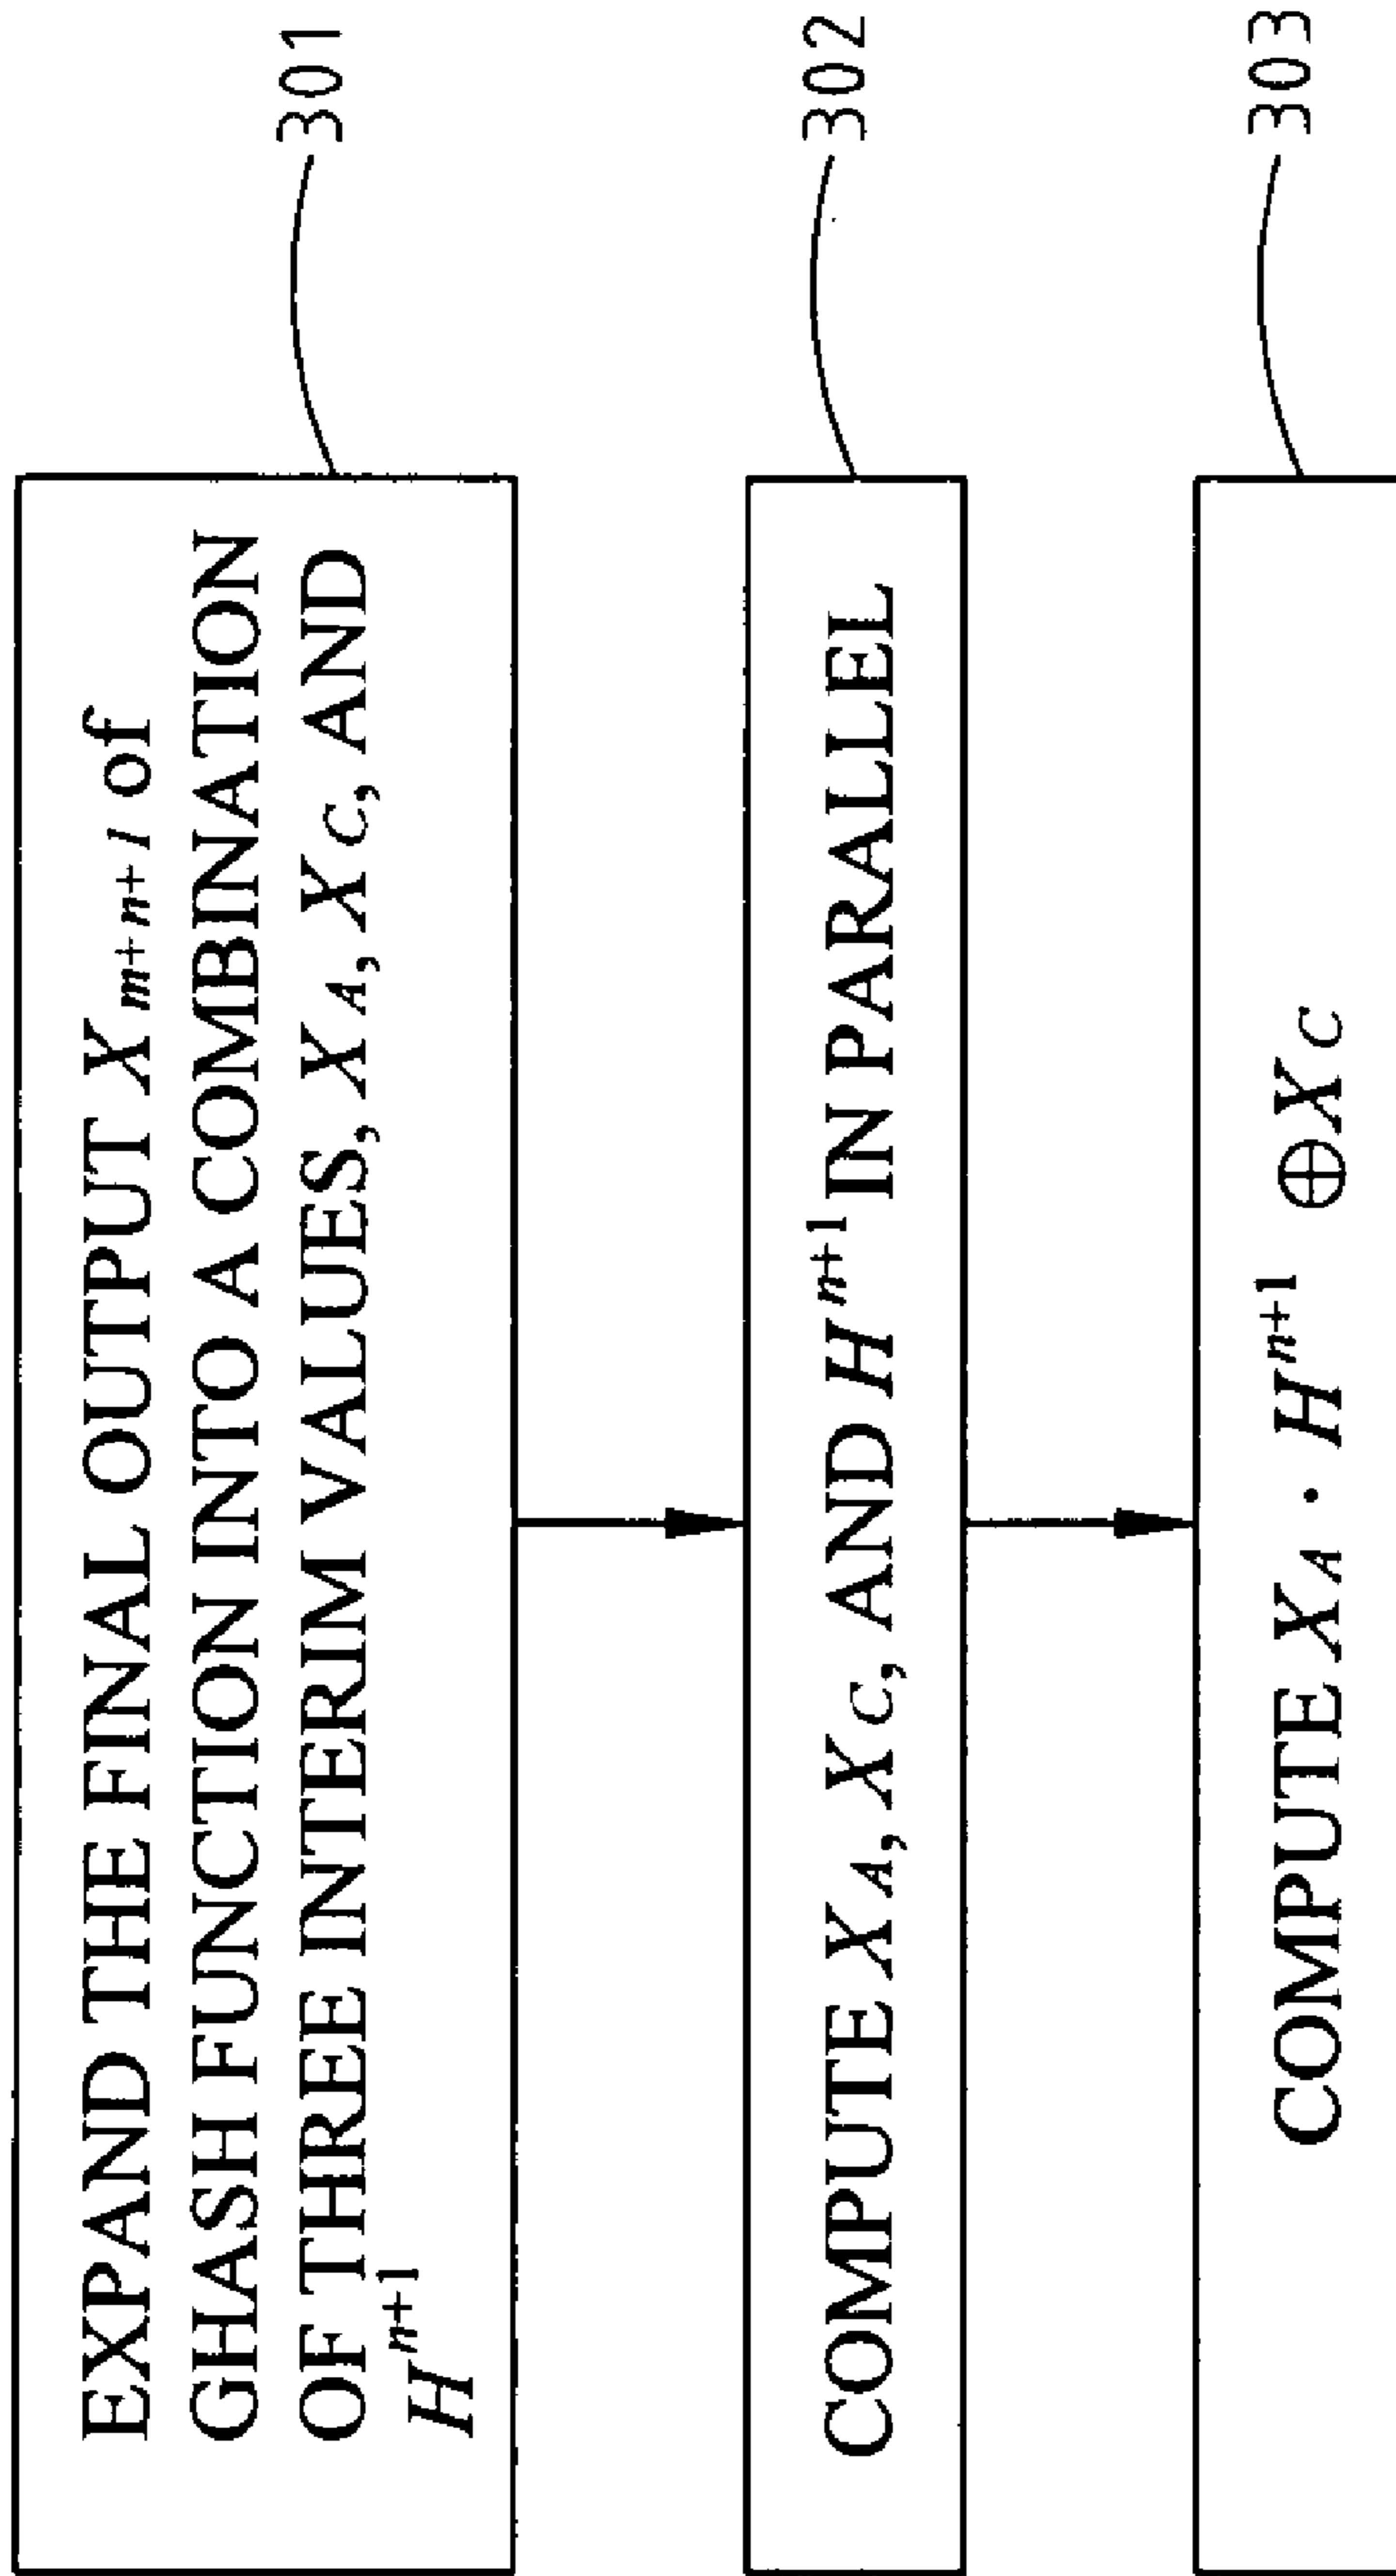 EXPAND THE FINAL OUTPUT X m+n+1 of
GHASH FUNCTION INTO A COMBINATION
OF THREE INTERIM VALUES, X A, X C, AND
H^n+1
301
COMPUTE X A, X C, AND H^n+1 IN PARALLEL
302
COMPUTE X A · H^n+1 ⊕ X C
303